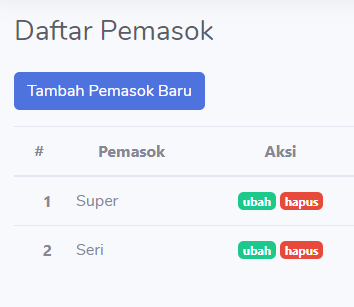 Daftar Pemasok
Tambah Pemasok Baru
# Pemasok Aksi
1 Super ubah hapus
2 Seri ubah hapus